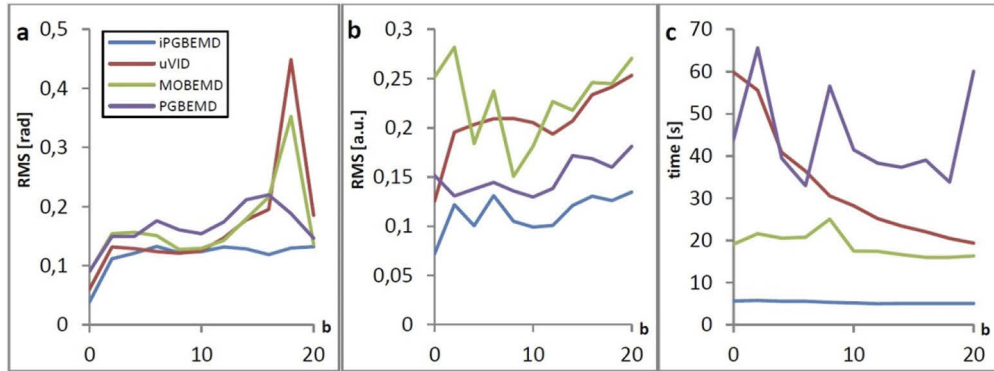 a
0,5
0,4
0,3
0,2
0,1
0
RMS [rad]
iPGBEMD
uVID
MOBEMD
PGBEMD
0 10 20
b
b
0,3
0,25
0,2
0,15
0,1
0,05
0
RMS [a.u.]
0 10 20
b
c
70
60
50
40
30
20
10
0
time [s]
0 10 20
b